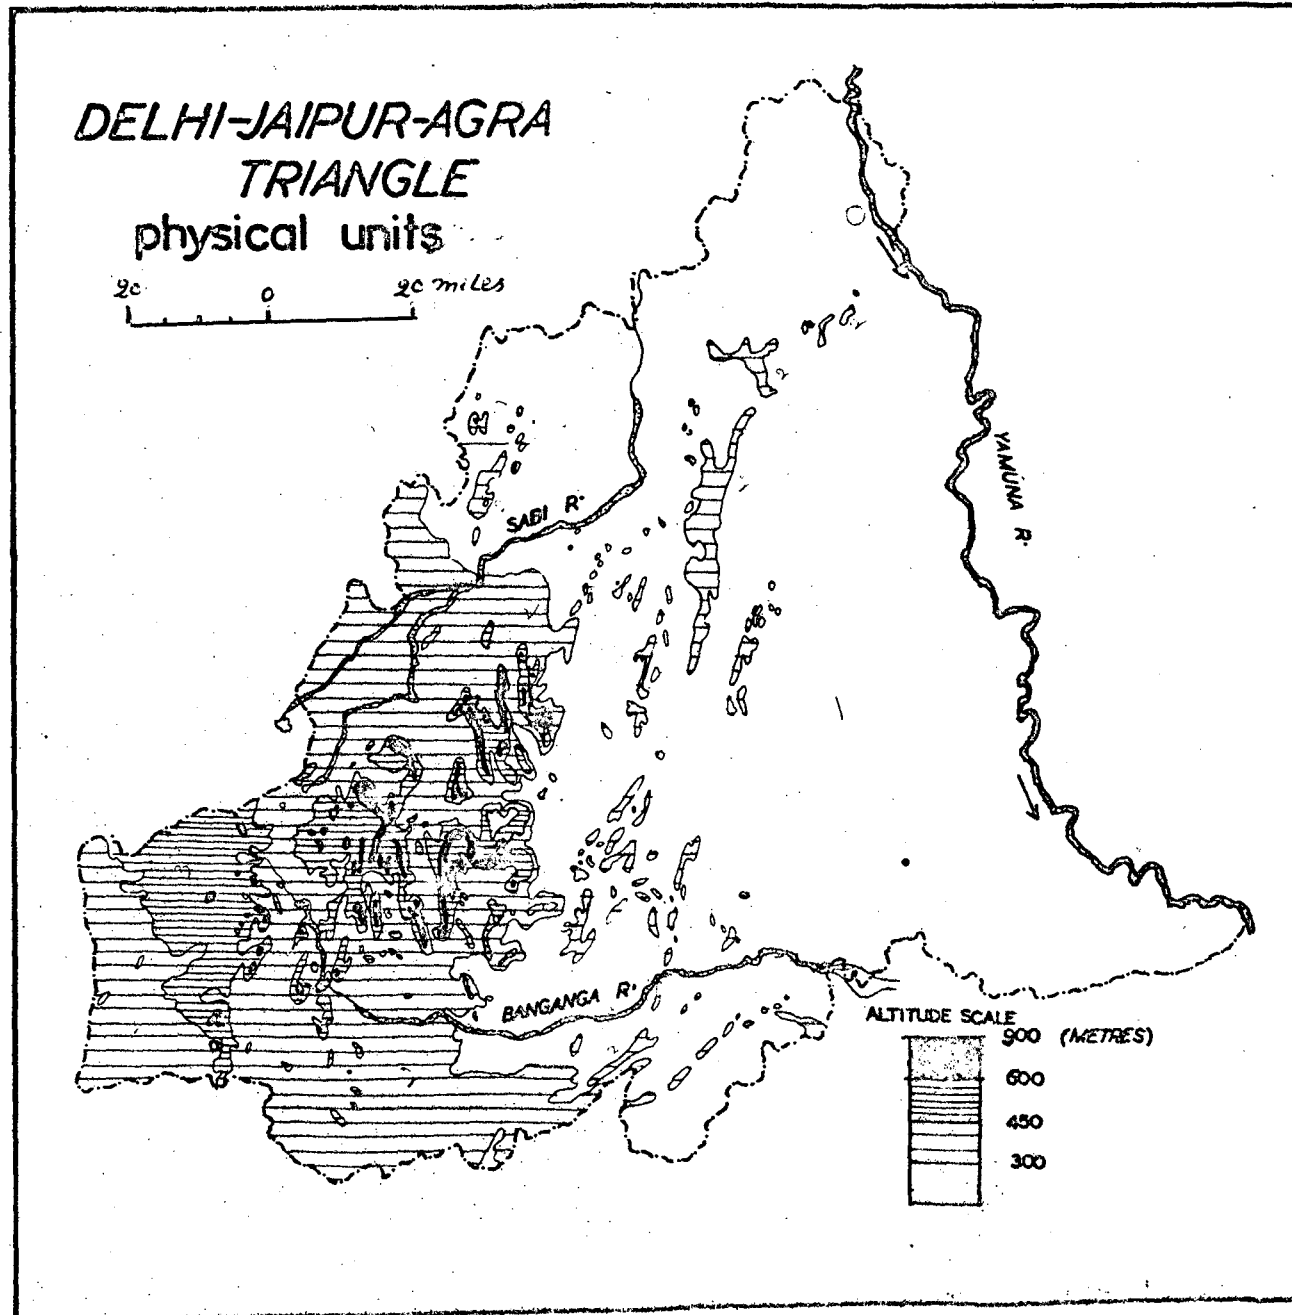 DELHI-JAIPUR-AGRA
TRIANGLE
physical units
20 0 20 miles
SABI R.
YAMUNA R.
BANGANGA R.
ALTITUDE SCALE
900 (METRES)
600
450
300